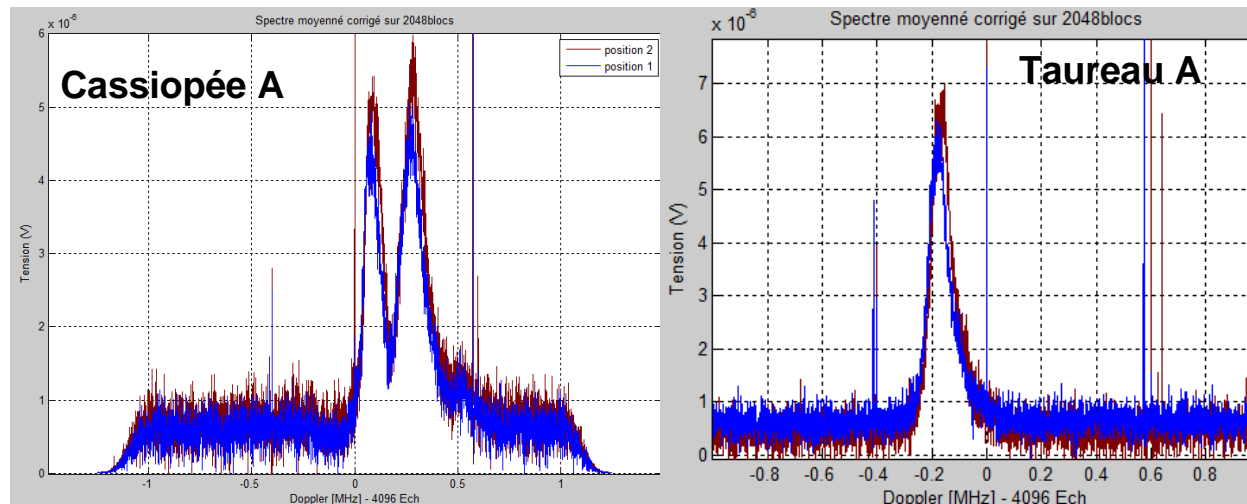 Spectre moyenné corrigé sur 2048blocs
x 10^-6
Cassiopée A
position 2
position 1
6
5
4
3
2
1
0
Tension (V)
-1
-0.5
0
0.5
1
Doppler [MHz] - 4096 Ech
Spectre moyenné corrigé sur 2048blocs
x 10^-6
Taureau A
7
6
5
4
3
2
1
0
Tension (V)
-0.8
-0.6
-0.4
-0.2
0
0.2
0.4
0.6
0.8
Doppler [MHz] - 4096 Ech